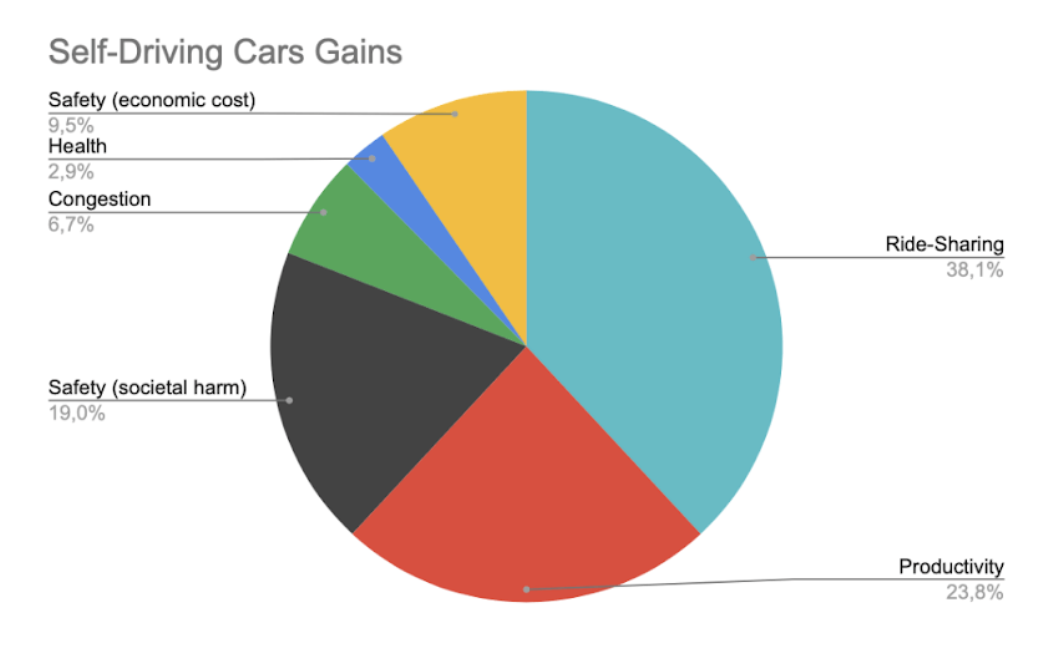 Self-Driving Cars Gains
Safety (economic cost)
9,5%
Health
2,9%
Congestion
6,7%
Ride-Sharing
38,1%
Safety (societal harm)
19,0%
Productivity
23,8%